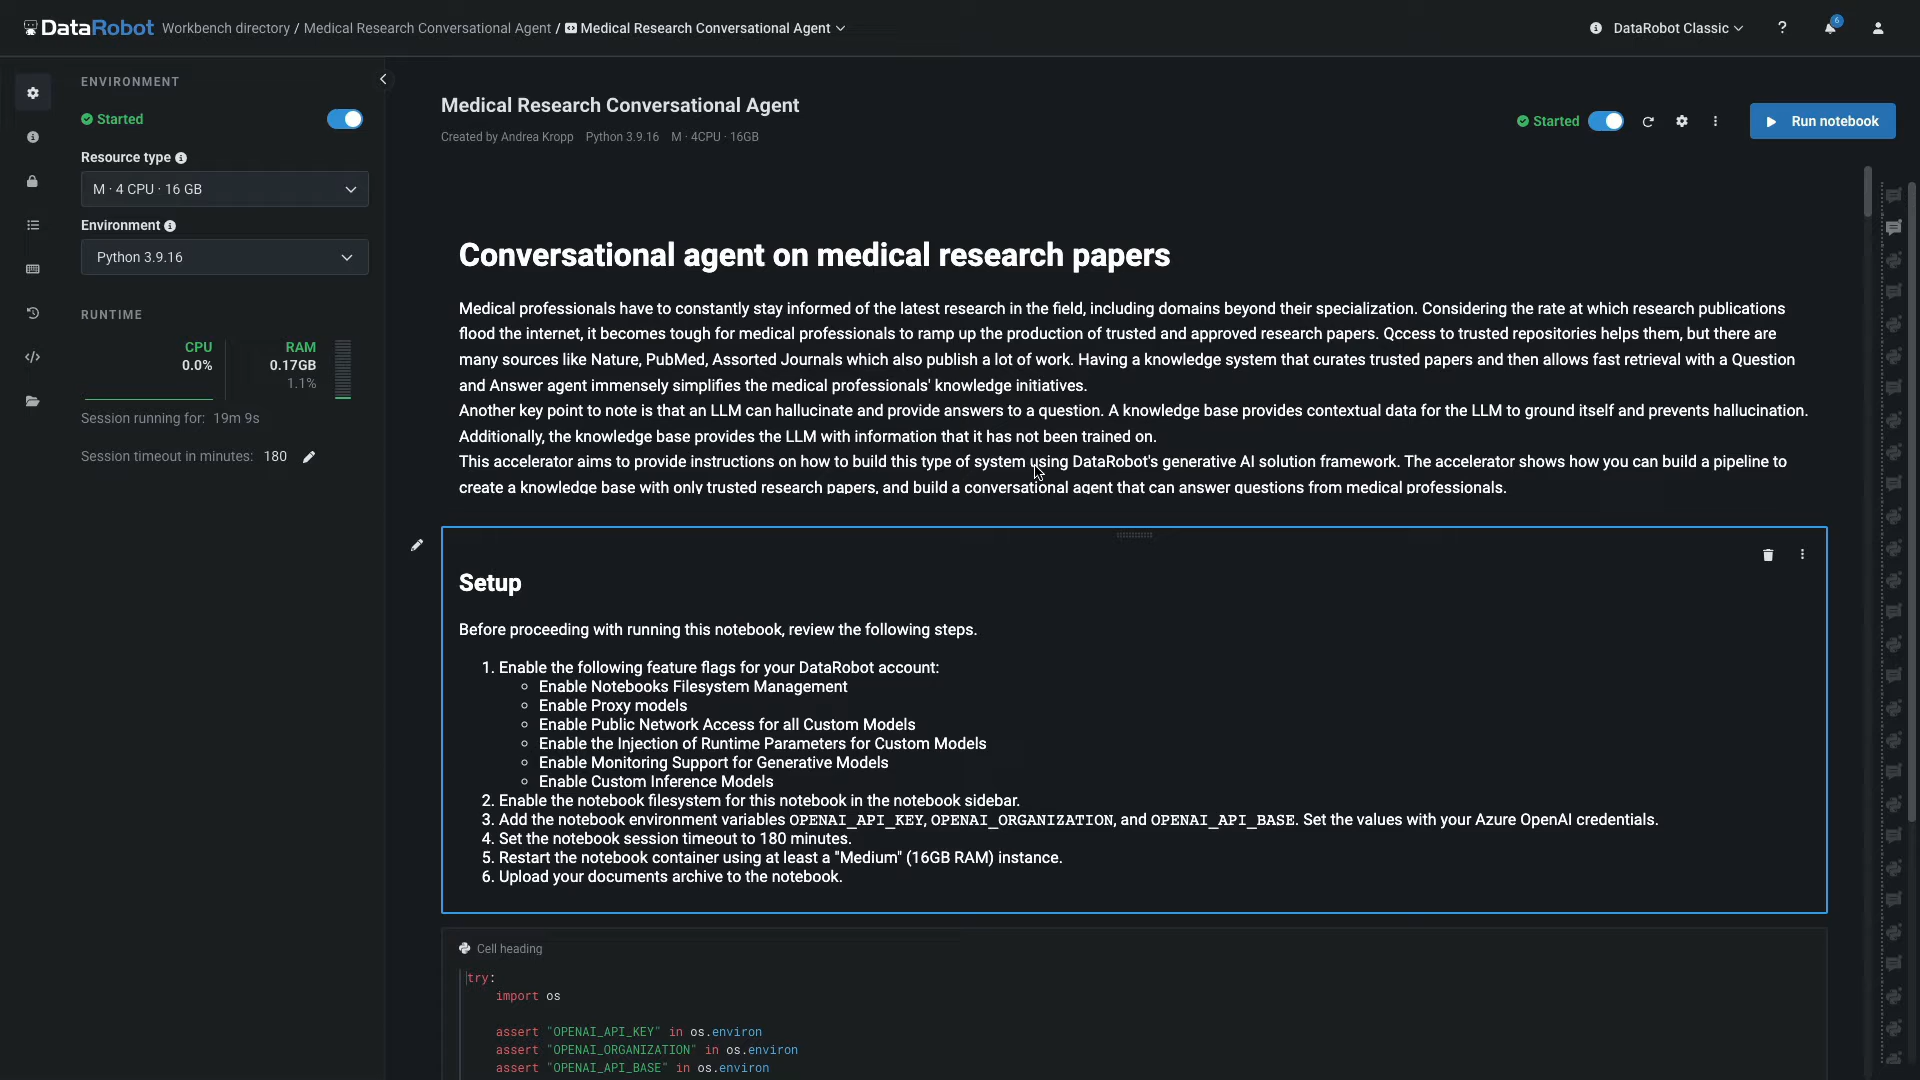 DataRobot Workbench directory / Medical Research Conversational Agent / Medical Research Conversational Agent
DataRobot Classic ? 6
ENVIRONMENT
Started
Resource type
M · 4 CPU · 16 GB
Environment
Python 3.9.16
RUNTIME
CPU
0.0%
RAM
0.17GB
1.1%
Session running for: 19m 9s
Session timeout in minutes: 180
Medical Research Conversational Agent
Created by Andrea Kropp Python 3.9.16 M · 4CPU · 16GB
Started
Run notebook
Conversational agent on medical research papers
Medical professionals have to constantly stay informed of the latest research in the field, including domains beyond their specialization. Considering the rate at which research publications
flood the internet, it becomes tough for medical professionals to ramp up the production of trusted and approved research papers. Qccess to trusted repositories helps them, but there are
many sources like Nature, PubMed, Assorted Journals which also publish a lot of work. Having a knowledge system that curates trusted papers and then allows fast retrieval with a Question
and Answer agent immensely simplifies the medical professionals' knowledge initiatives.
Another key point to note is that an LLM can hallucinate and provide answers to a question. A knowledge base provides contextual data for the LLM to ground itself and prevents hallucination.
Additionally, the knowledge base provides the LLM with information that it has not been trained on.
This accelerator aims to provide instructions on how to build this type of system using DataRobot's generative AI solution framework. The accelerator shows how you can build a pipeline to
create a knowledge base with only trusted research papers, and build a conversational agent that can answer questions from medical professionals.
Setup
Before proceeding with running this notebook, review the following steps.
1. Enable the following feature flags for your DataRobot account:
Enable Notebooks Filesystem Management
Enable Proxy models
Enable Public Network Access for all Custom Models
Enable the Injection of Runtime Parameters for Custom Models
Enable Monitoring Support for Generative Models
Enable Custom Inference Models
2. Enable the notebook filesystem for this notebook in the notebook sidebar.
3. Add the notebook environment variables OPENAI_API_KEY, OPENAI_ORGANIZATION, and OPENAI_API_BASE. Set the values with your Azure OpenAI credentials.
4. Set the notebook session timeout to 180 minutes.
5. Restart the notebook container using at least a "Medium" (16GB RAM) instance.
6. Upload your documents archive to the notebook.
Cell heading
try:
import os
assert "OPENAI_API_KEY" in os.environ
assert "OPENAI_ORGANIZATION" in os.environ
assert "OPENAI_API_BASE" in os.environ